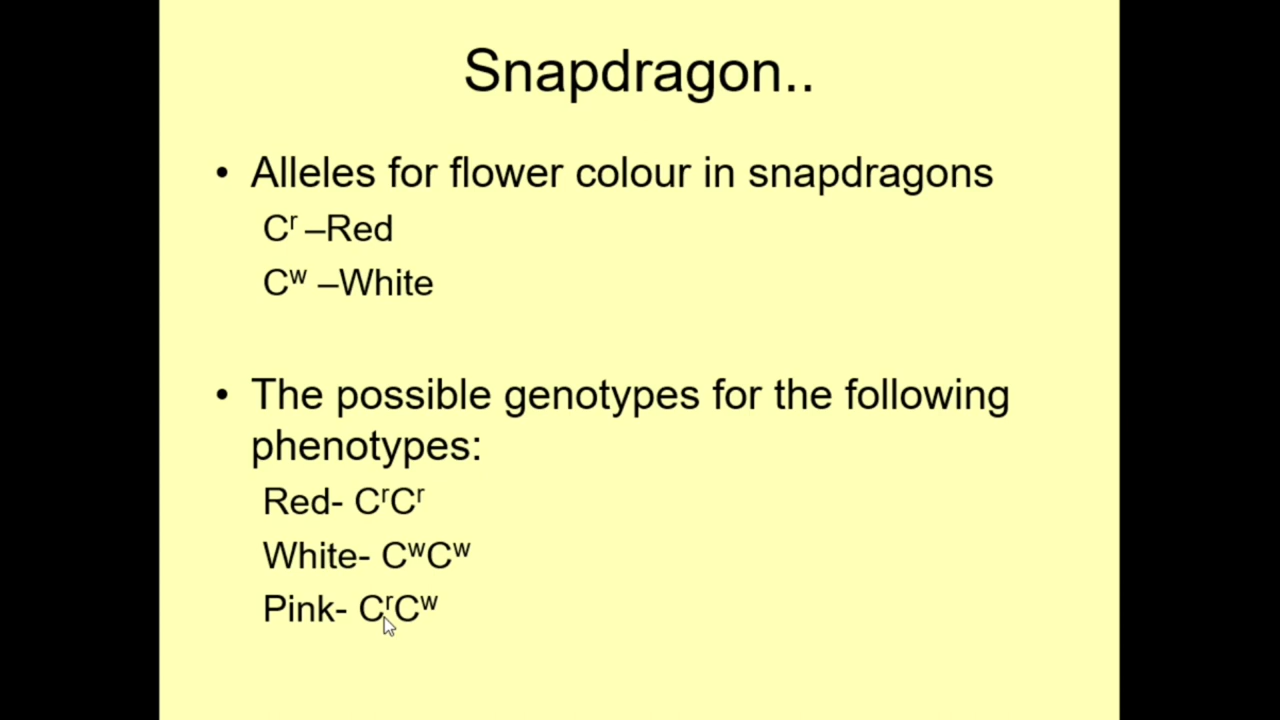 Snapdragon..
• Alleles for flower colour in snapdragons
Cʳ –Red
Cʷ –White
• The possible genotypes for the following
phenotypes:
Red- CʳCʳ
White- CʷCʷ
Pink- CʳCʷ